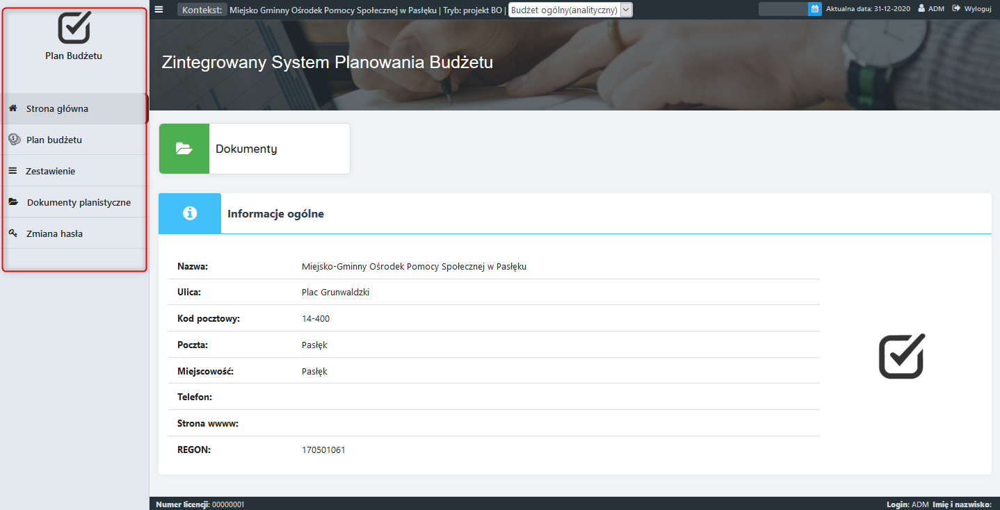 Plan Budżetu
Strona główna
Plan budżetu
Zestawienie
Dokumenty planistyczne
Zmiana hasła
Kontekst: Miejsko Gminny Ośrodek Pomocy Społecznej w Pasłęku | Tryb: projekt BO | Budżet ogólny(analityczny)
Aktualna data: 31-12-2020 ADM Wyloguj
Zintegrowany System Planowania Budżetu
Dokumenty
Informacje ogólne
Nazwa: Miejsko-Gminny Ośrodek Pomocy Społecznej w Pasłęku
Ulica: Plac Grunwaldzki
Kod pocztowy: 14-400
Poczta: Pasłęk
Miejscowość: Pasłęk
Telefon:
Strona wwww:
REGON: 170501061
Numer licencji: 00000001
Login: ADM Imię i nazwisko: